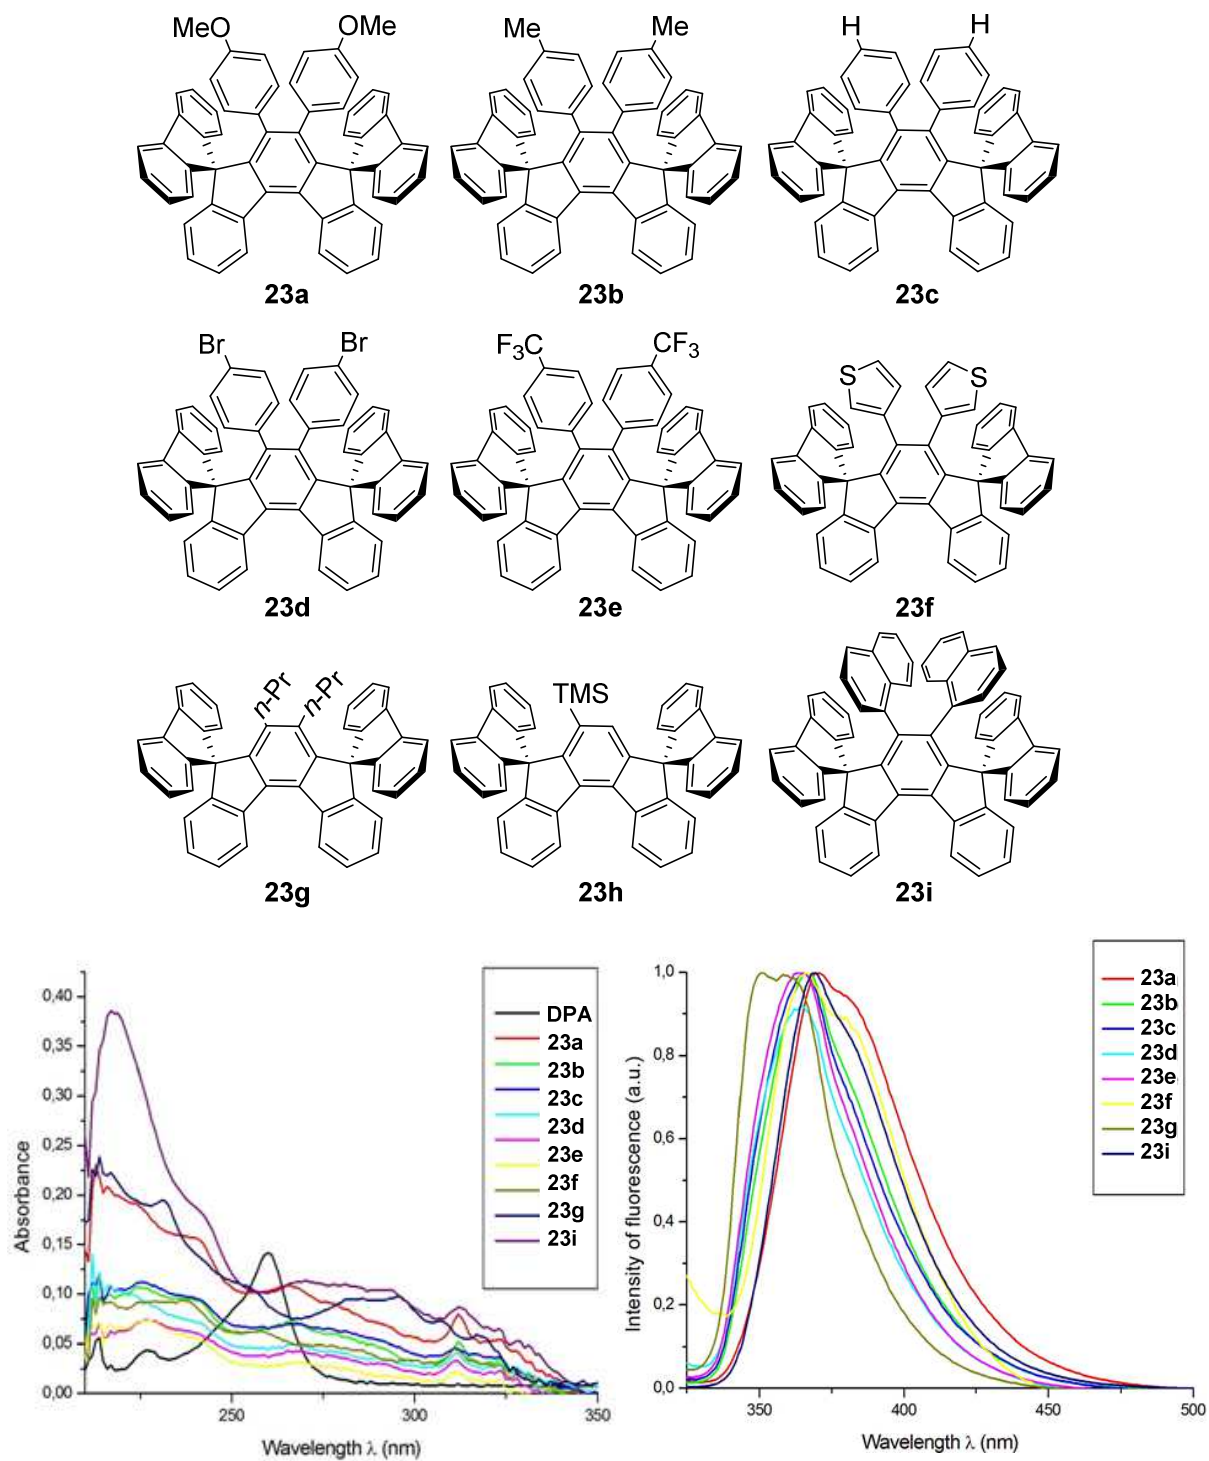 MeO OMe Me Me H H
23a 23b 23c
Br Br F3C CF3 S S
23d 23e 23f
n-Pr n-Pr TMS
23g 23h 23i
0,40
0,35
0,30
0,25
0,20
0,15
0,10
0,05
0,00
Absorbance
250 300 350
Wavelength λ (nm)
DPA
23a
23b
23c
23d
23e
23f
23g
23i
1,0
0,8
0,6
0,4
0,2
0,0
Intensity of fluorescence (a.u.)
350 400 450 500
Wavelength λ (nm)
23a
23b
23c
23d
23e
23f
23g
23i